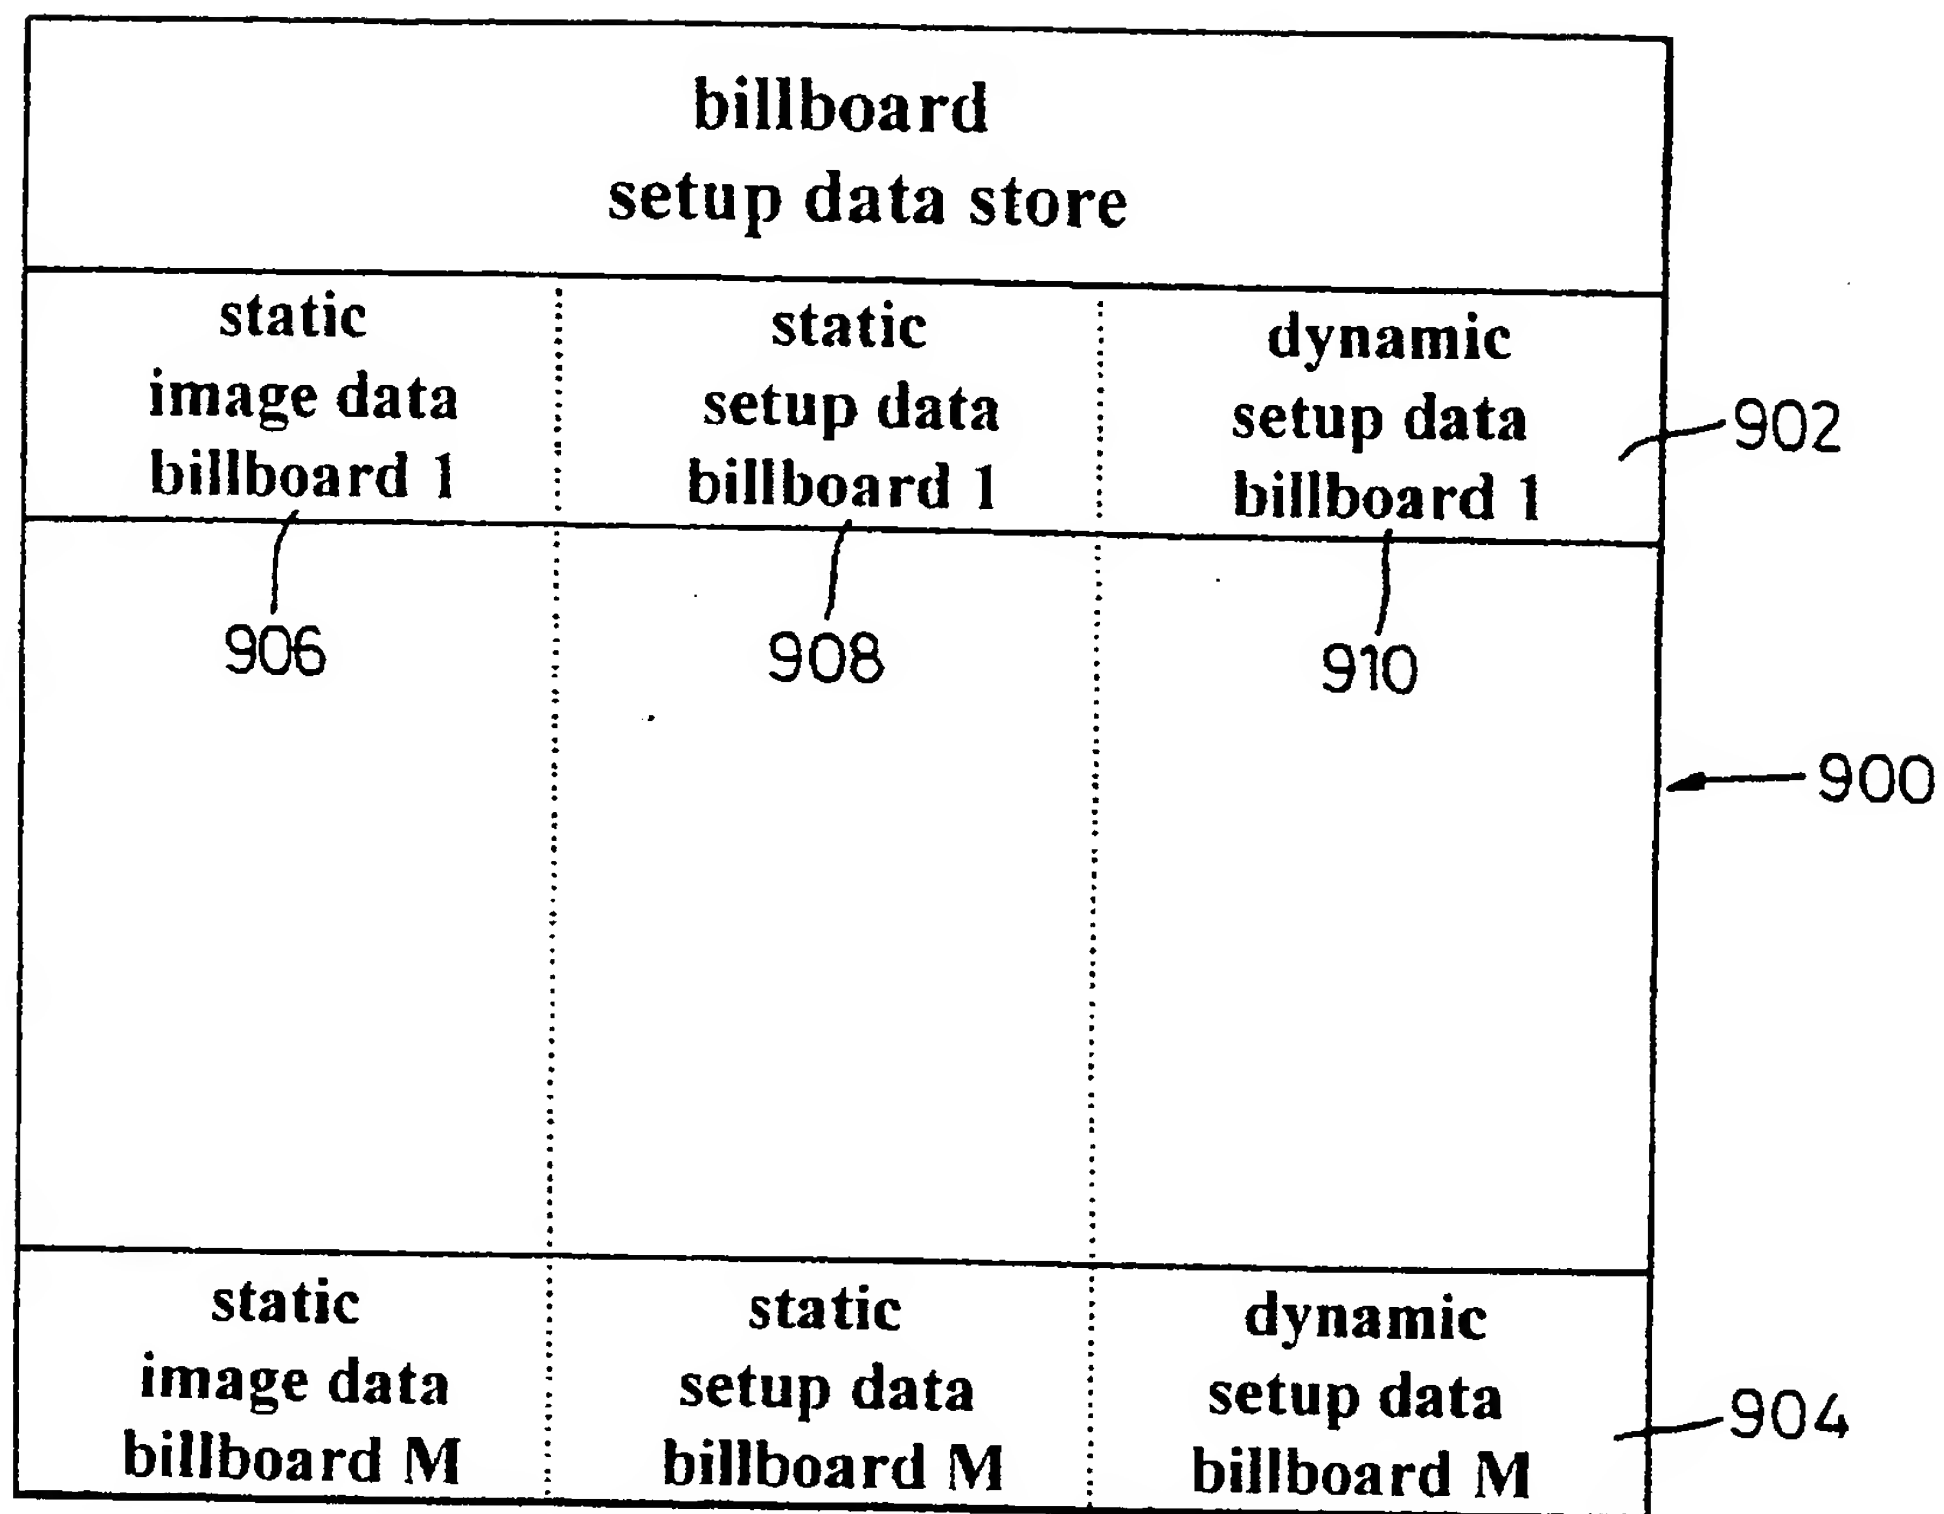 billboard
setup data store
static
image data
billboard 1
static
setup data
billboard 1
dynamic
setup data
billboard 1
902
906
908
910
900
static
image data
billboard M
static
setup data
billboard M
dynamic
setup data
billboard M
904